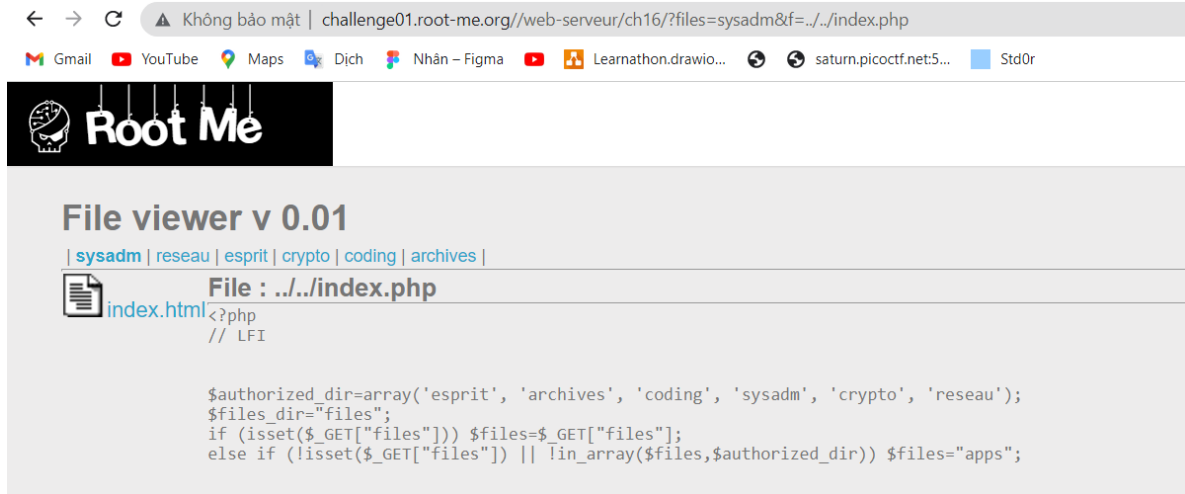 Không bảo mật | challenge01.root-me.org//web-serveur/ch16/?files=sysadm&f=../../index.php
Gmail YouTube Maps Dịch Nhân – Figma Learnathon.drawio... saturn.picoctf.net:5... Std0r
Root Me
File viewer v 0.01
| sysadm | reseau | esprit | crypto | coding | archives |
File : ../../index.php
index.html
<?php
// LFI
$authorized_dir=array('esprit', 'archives', 'coding', 'sysadm', 'crypto', 'reseau');
$files_dir="files";
if (isset($_GET["files"])) $files=$_GET["files"];
else if (!isset($_GET["files"]) || !in_array($files,$authorized_dir)) $files="apps";